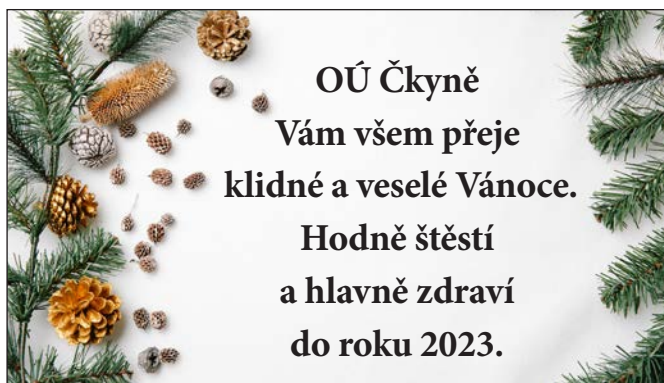 OÚ Čkyně
Vám všem přeje
klidné a veselé Vánoce.
Hodně štěstí
a hlavně zdraví
do roku 2023.